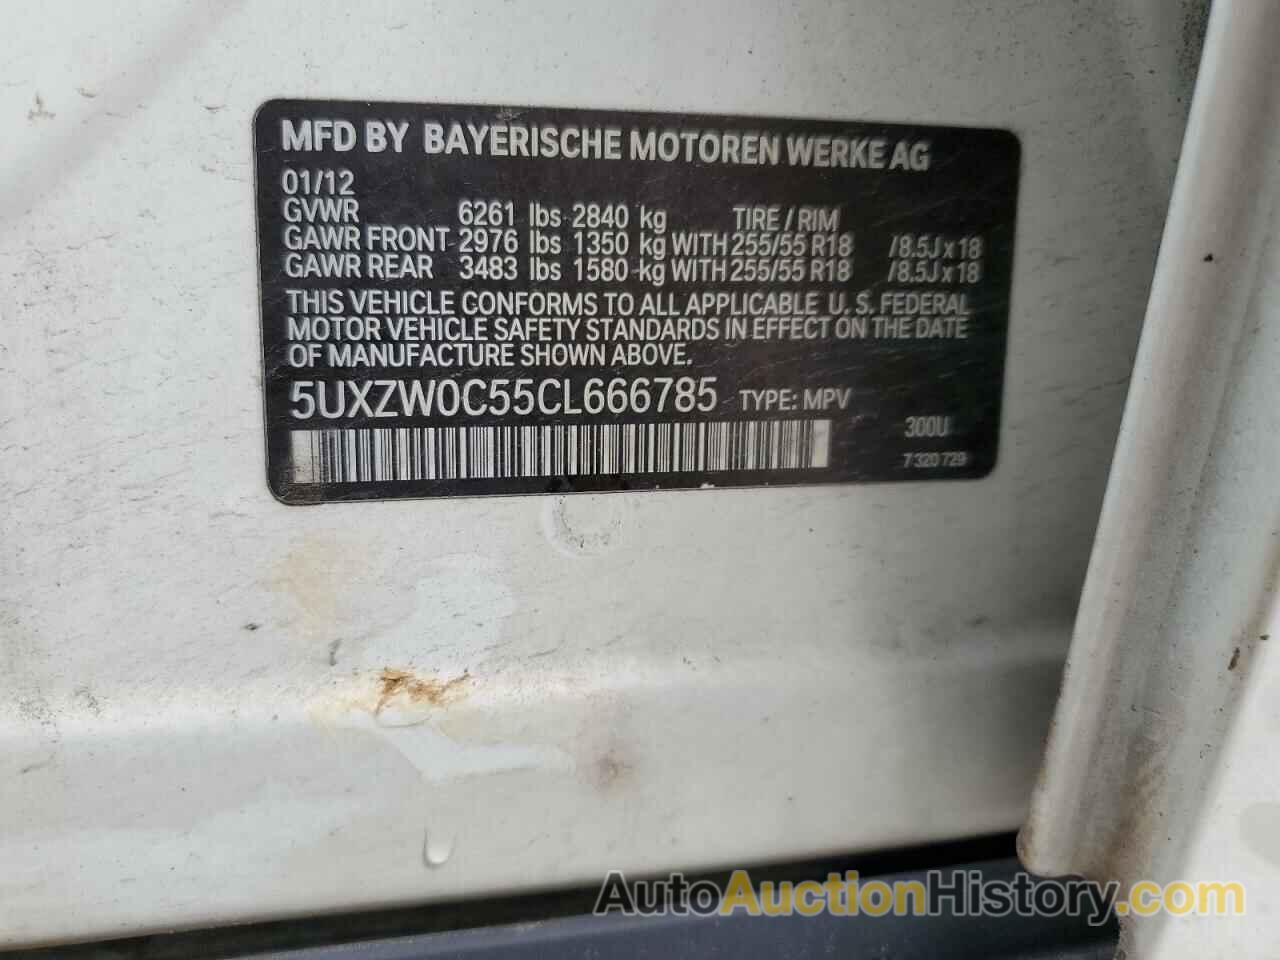 MFD BY BAYERISCHE MOTOREN WERKE AG
01/12
GVWR 6261 lbs 2840 kg TIRE / RIM
GAWR FRONT 2976 lbs 1350 kg WITH 255/55 R18 /8.5J x 18
GAWR REAR 3483 lbs 1580 kg WITH 255/55 R18 /8.5J x 18
THIS VEHICLE CONFORMS TO ALL APPLICABLE U. S. FEDERAL
MOTOR VEHICLE SAFETY STANDARDS IN EFFECT ON THE DATE
OF MANUFACTURE SHOWN ABOVE.
5UXZW0C55CL666785 TYPE: MPV
300U
7 320 729
AutoAuctionHistory.com